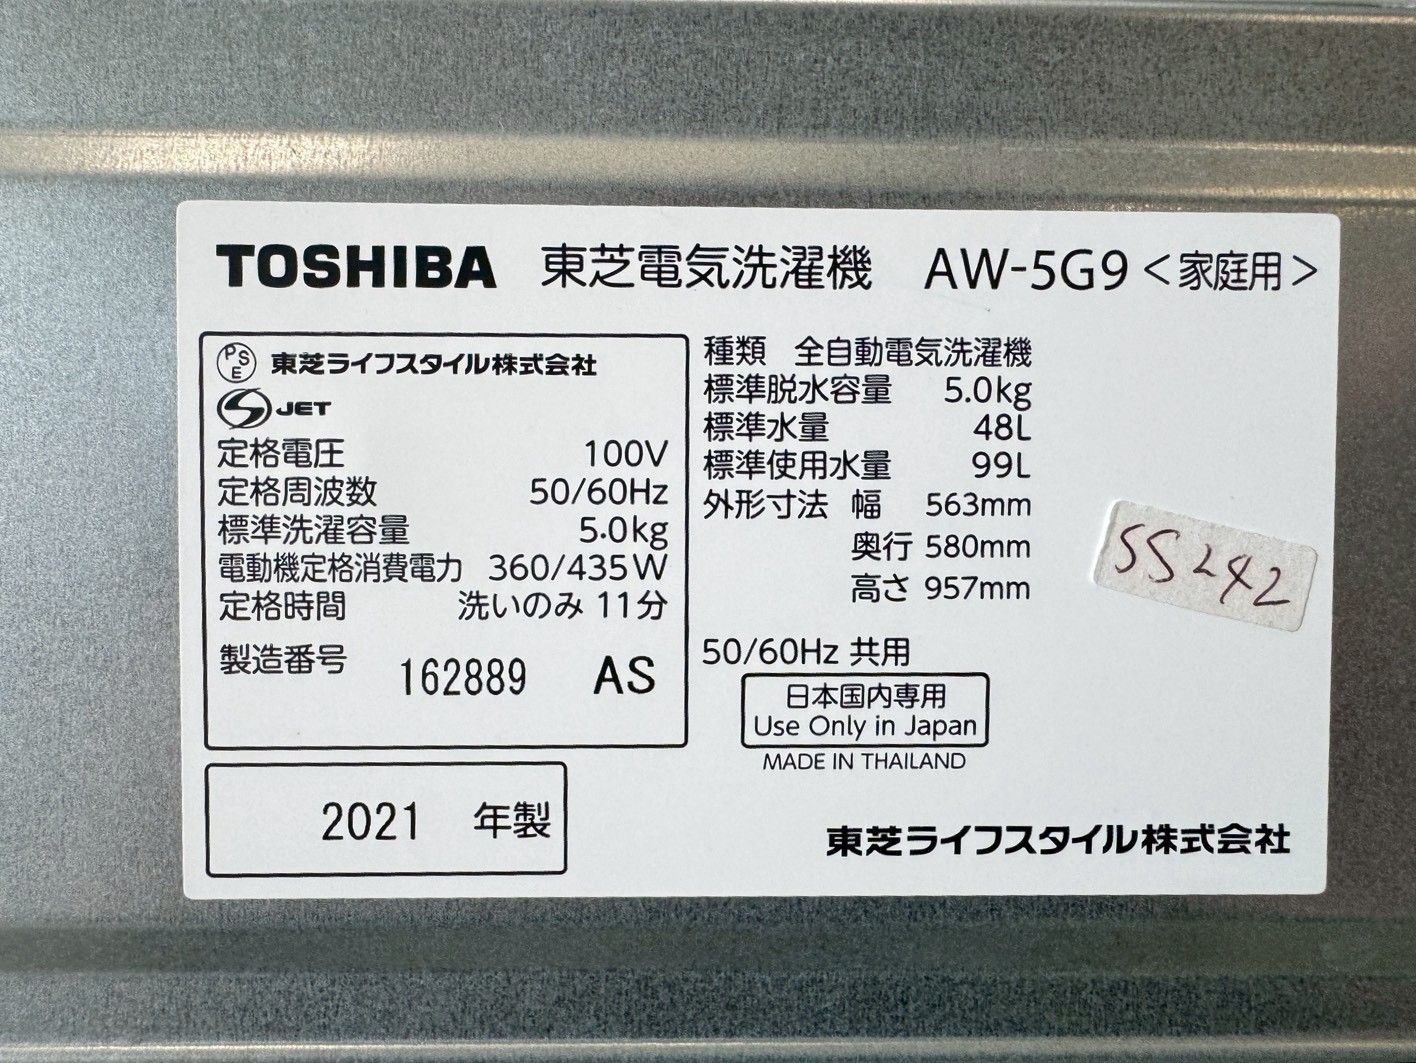 TOSHIBA 東芝電気洗濯機 AW-5G9<家庭用>
PSE 東芝ライフスタイル株式会社
S JET
定格電圧 100V
定格周波数 50/60Hz
標準洗濯容量 5.0kg
電動機定格消費電力 360/435W
定格時間 洗いのみ 11分
製造番号 162889 AS
2021 年製
種類 全自動電気洗濯機
標準脱水容量 5.0kg
標準水量 48L
標準使用水量 99L
外形寸法 幅 563mm
奥行 580mm
高さ 957mm
50/60Hz 共用
日本国内専用
Use Only in Japan
MADE IN THAILAND
東芝ライフスタイル株式会社
SS242